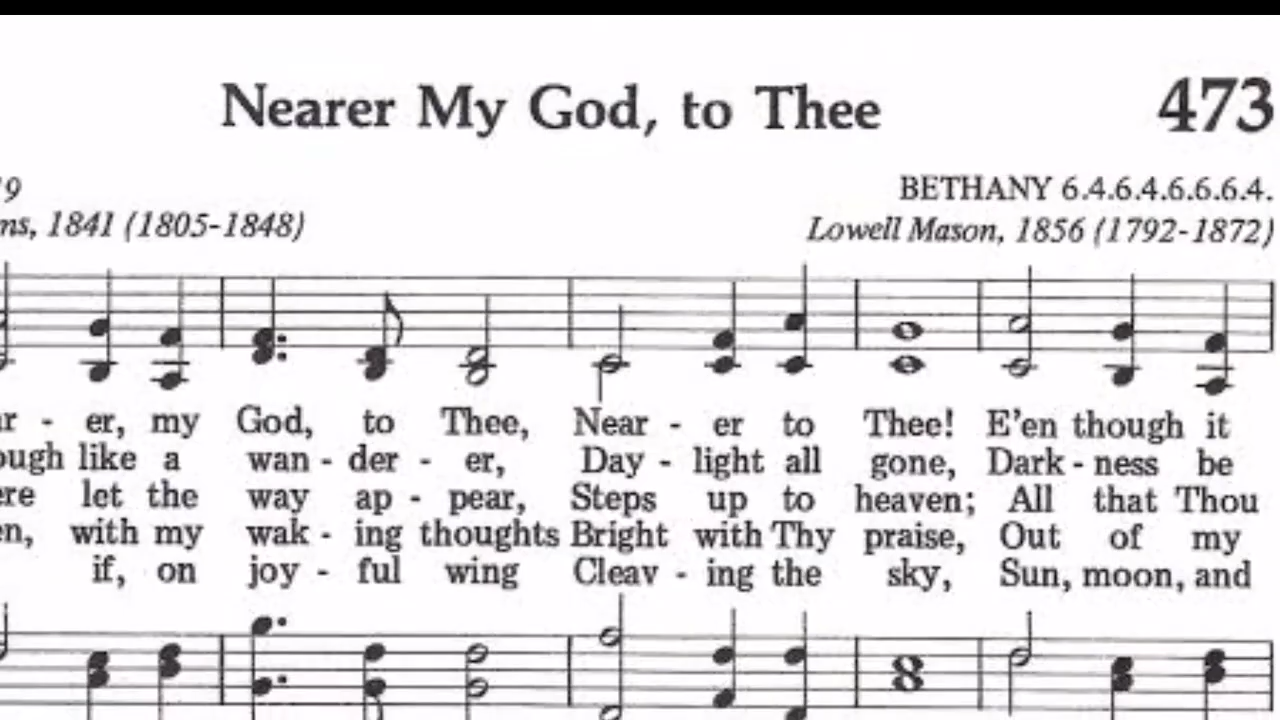 Nearer My God, to Thee 473
9 BETHANY 6.4.6.4.6.6.6.4.
ns, 1841 (1805-1848) Lowell Mason, 1856 (1792-1872)
ar - er, my God, to Thee, Near - er to Thee! E'en though it
ough like a wan - der - er, Day - light all gone, Dark - ness be
ere let the way ap - pear, Steps up to heaven; All that Thou
en, with my wak - ing thoughts Bright with Thy praise, Out of my
if, on joy - ful wing Cleav - ing the sky, Sun, moon, and